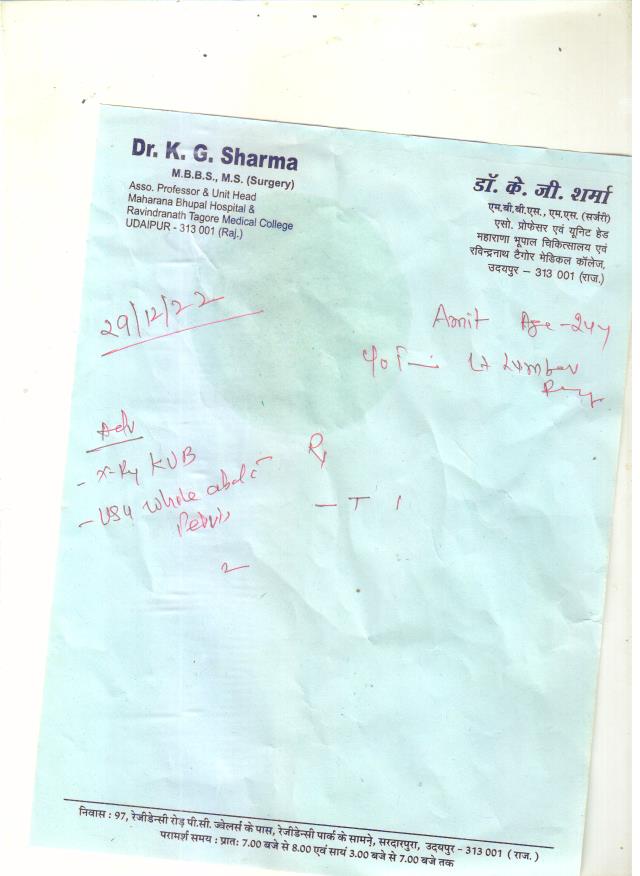 Dr. K. G. Sharma
M.B.B.S., M.S. (Surgery)
Asso. Professor & Unit Head
Maharana Bhupal Hospital &
Ravindranath Tagore Medical College
UDAIPUR - 313 001 (Raj.)
डॉ. के. जी. शर्मा
एम.बी.बी.एस., एम.एस. (सर्जरी)
एसो. प्रोफेसर एवं यूनिट हेड
महाराणा भूपाल चिकित्सालय एवं
रविन्द्रनाथ टैगोर मेडिकल कॉलेज,
उदयपुर - 313 001 (राज.)
29/12/22
Amit Age - 24y
Lt Lumbar
Adv
- X-Ry KUB
- USG whole abd &
Pelvis
Rx
निवास : 97, रेजीडेन्सी रोड़ पी.सी. ज्वेलर्स के पास, रेजीडेन्सी पार्क के सामने, सरदारपुरा, उदयपुर - 313 001 ( राज. )
परामर्श समय : प्रातः 7.00 बजे से 8.00 एवं सायं 3.00 बजे से 7.00 बजे तक